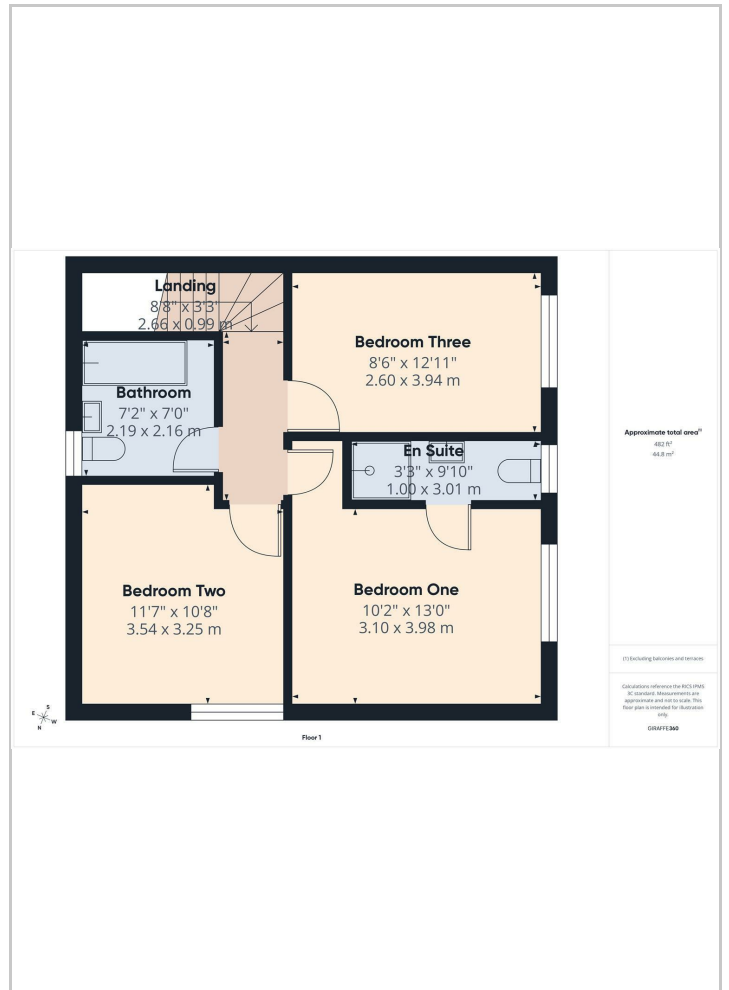 Landing
8'8" x 3'3"
2.66 x 0.99 m
Bedroom Three
8'6" x 12'11"
2.60 x 3.94 m
Bathroom
7'2" x 7'0"
2.19 x 2.16 m
En Suite
3'3" x 9'10"
1.00 x 3.01 m
Bedroom Two
11'7" x 10'8"
3.54 x 3.25 m
Bedroom One
10'2" x 13'0"
3.10 x 3.98 m
S
E
W
N
Floor 1
Approximate total area⁽¹⁾
482 ft²
44.8 m²
(1) Excluding balconies and terraces
Calculations reference the RICS IPMS
3C standard. Measurements are
approximate and not to scale. This
floor plan is intended for illustration
only.
GIRAFFE360